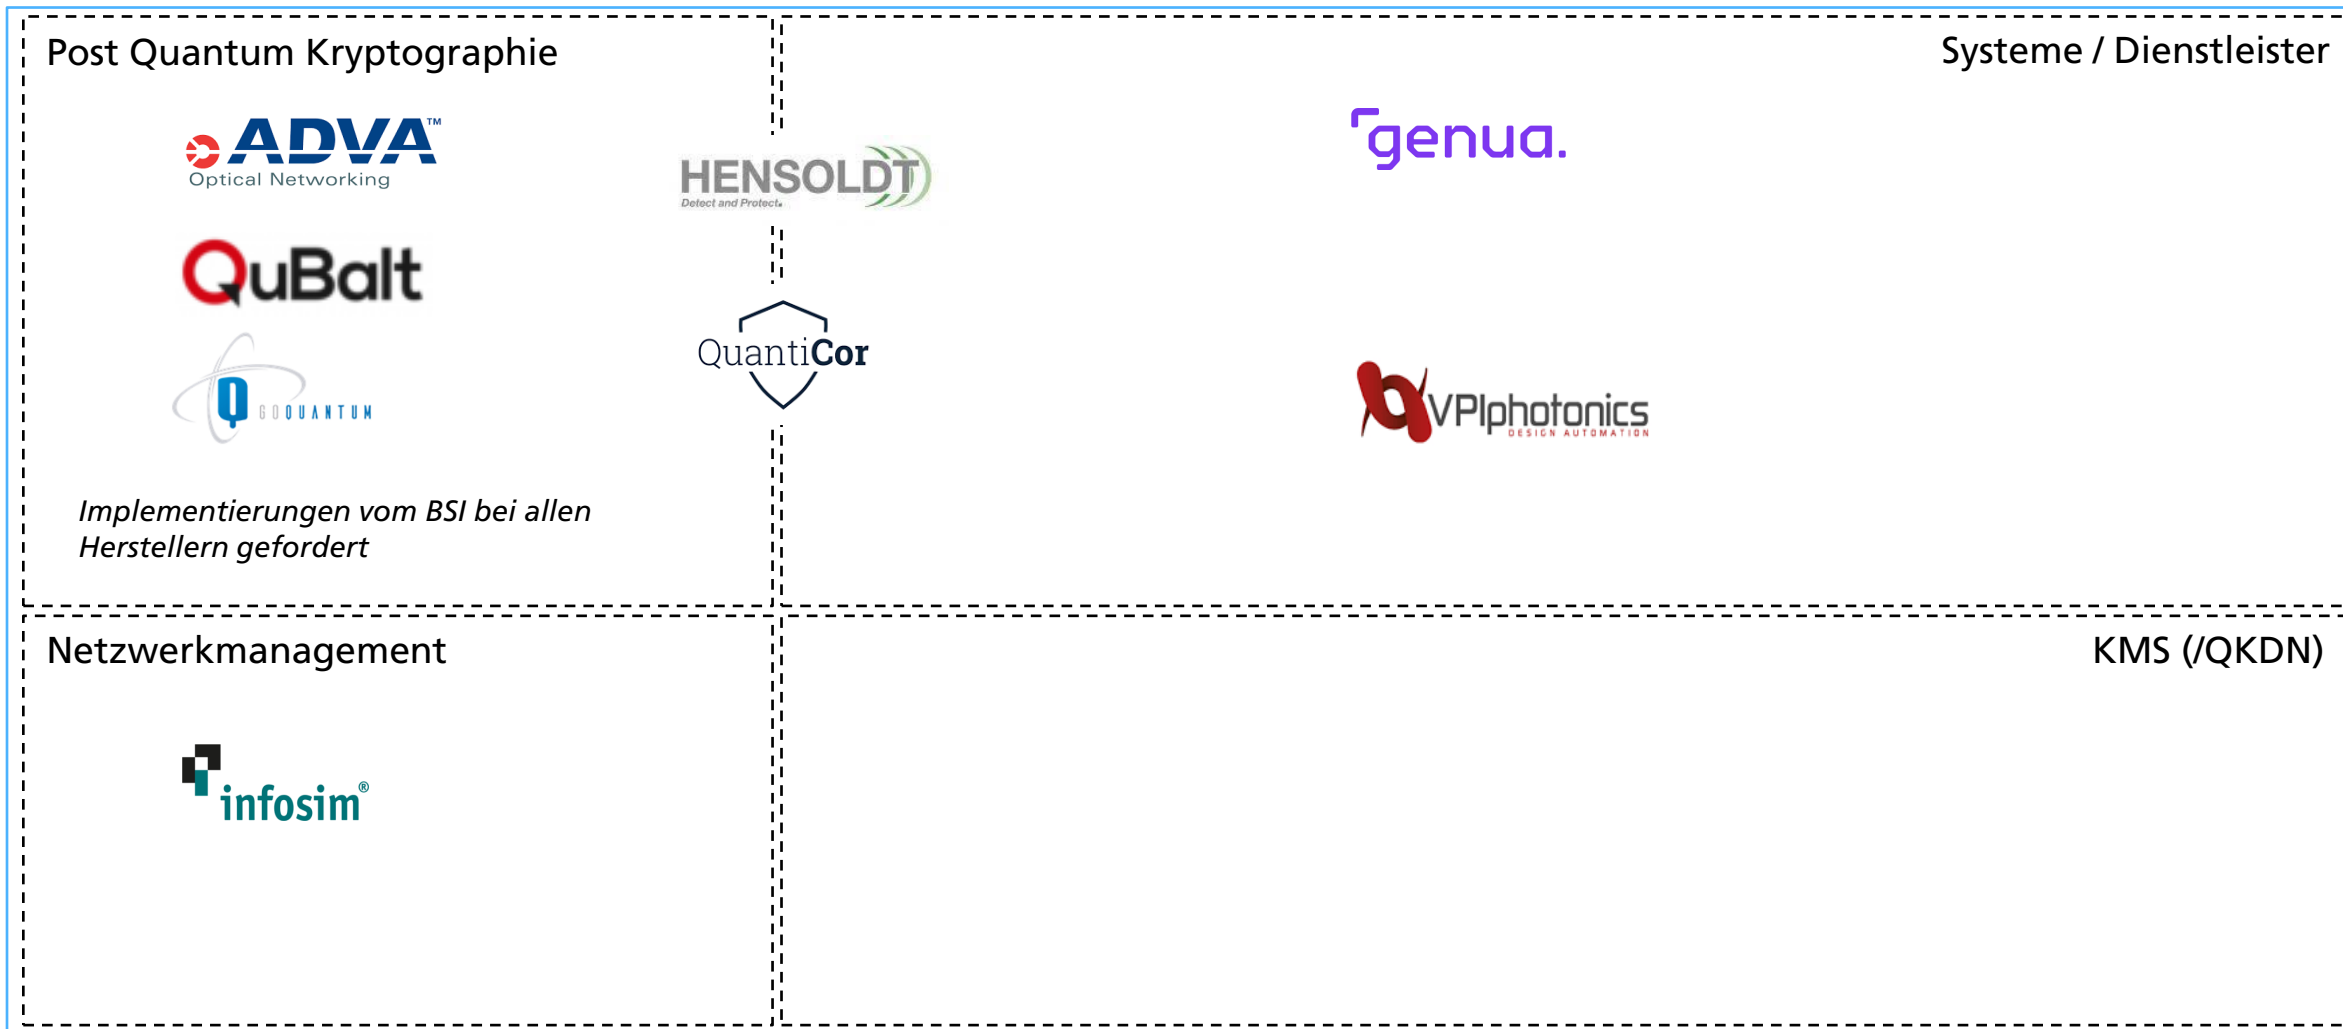 Post Quantum Kryptographie
Systeme / Dienstleister
ADVA™
Optical Networking
HENSOLDT
Detect and Protect.
genua.
QuBalt
QuantiCor
GOQUANTUM
VPIphotonics
DESIGN AUTOMATION
Implementierungen vom BSI bei allen
Herstellern gefordert
Netzwerkmanagement
KMS (/QKDN)
infosim®